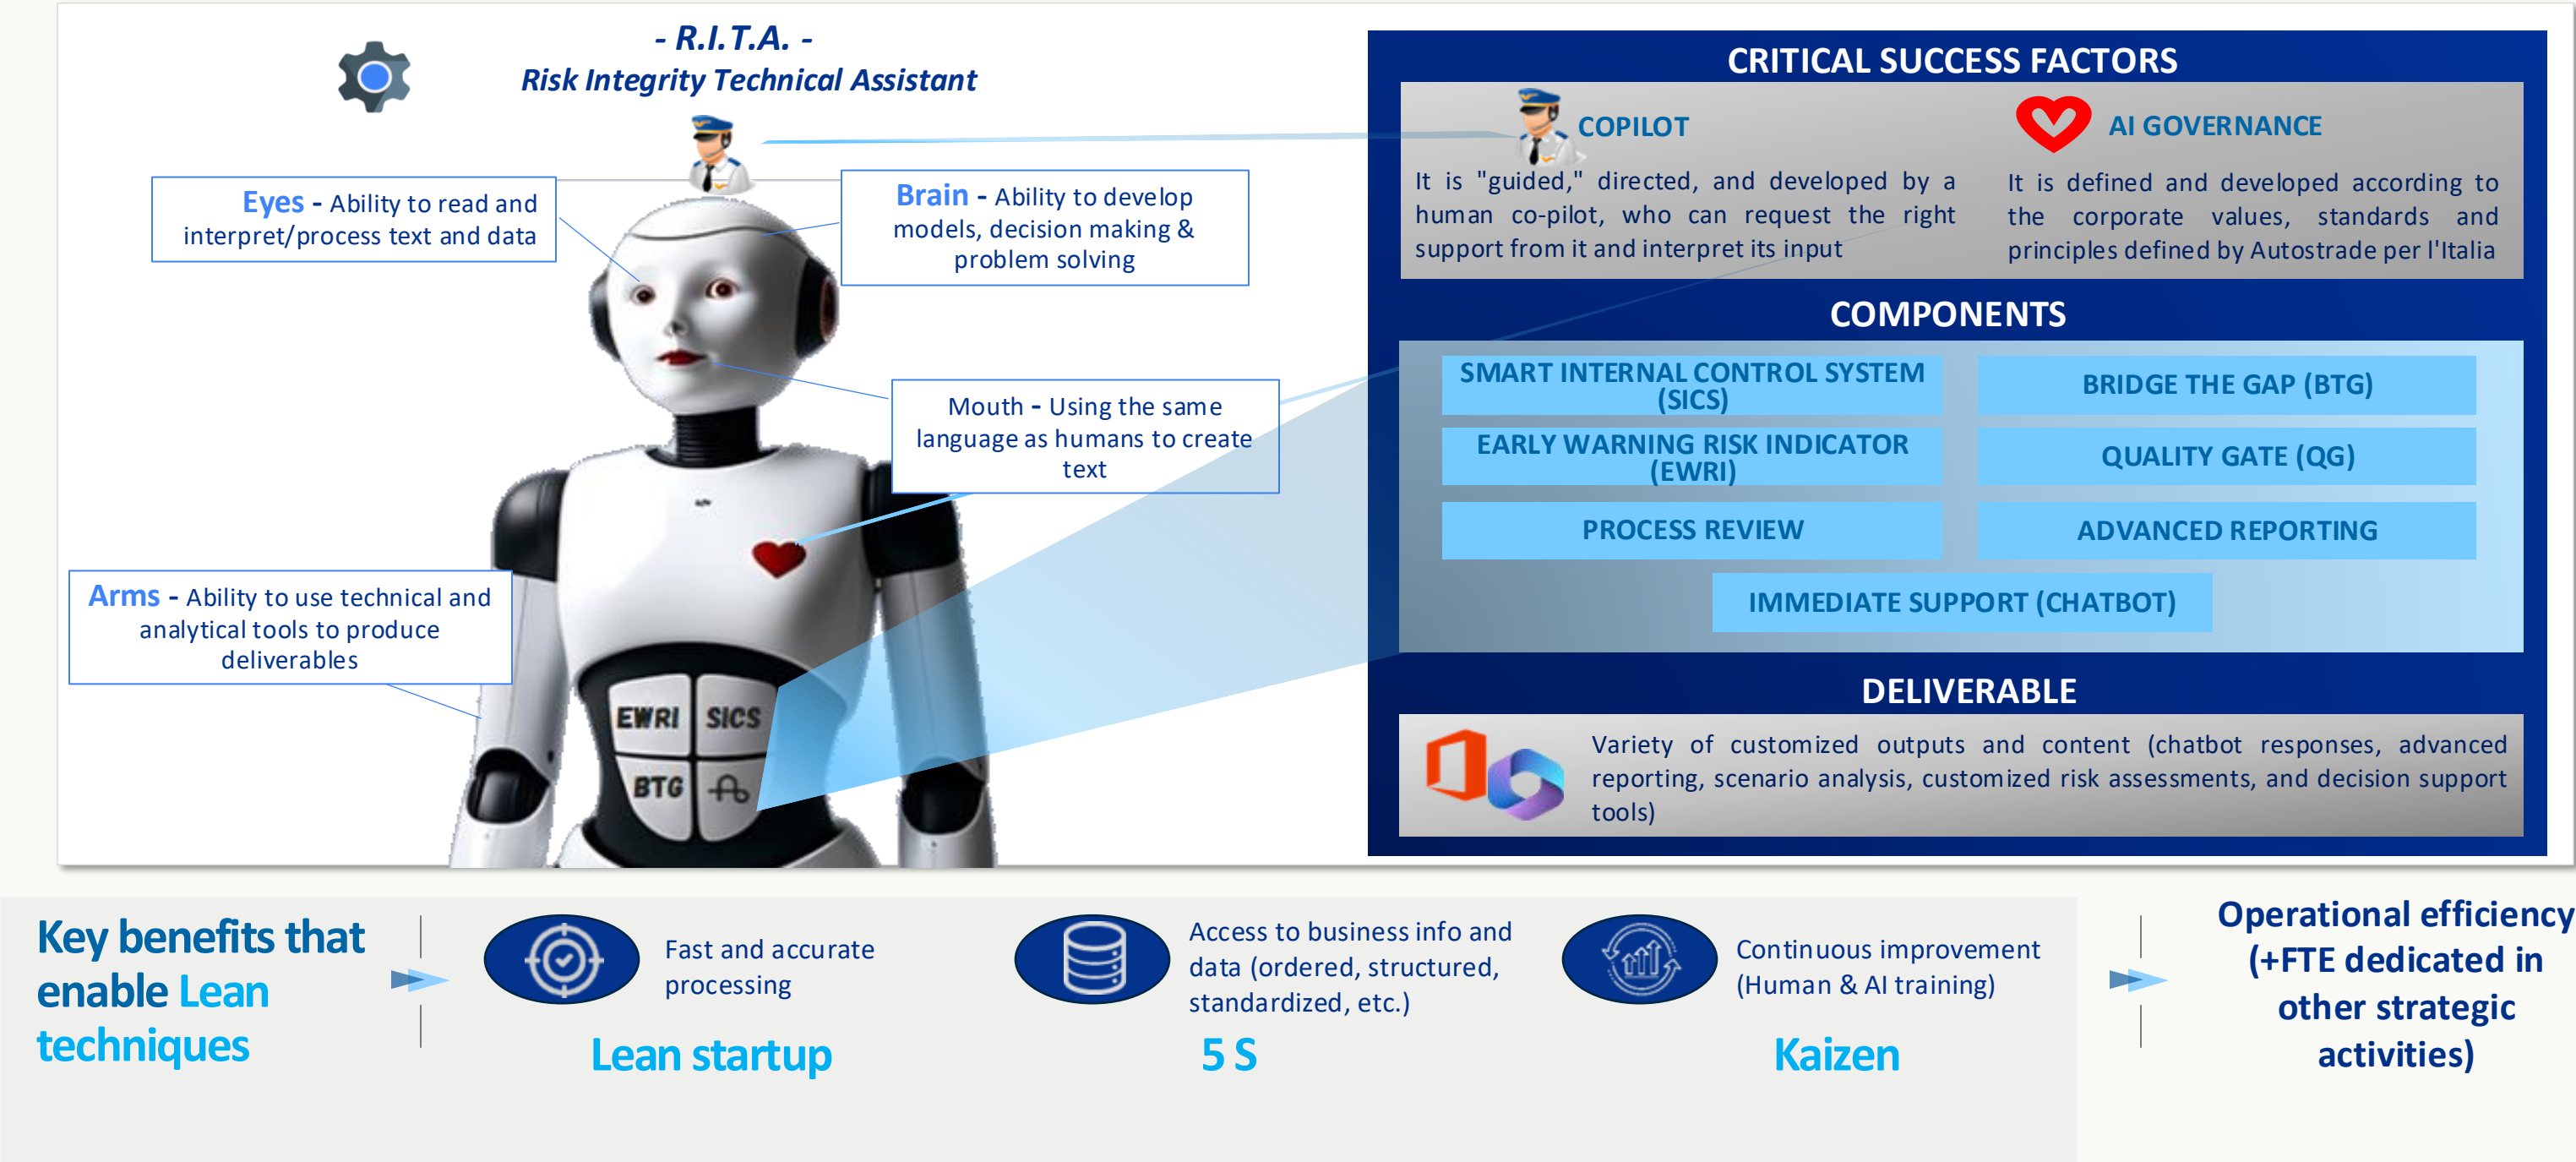 - R.I.T.A. -
Risk Integrity Technical Assistant
Eyes - Ability to read and
interpret/process text and data
Brain - Ability to develop
models, decision making &
problem solving
Mouth - Using the same
language as humans to create
text
Arms - Ability to use technical and
analytical tools to produce
deliverables
EWRI
SICS
BTG
CRITICAL SUCCESS FACTORS
COPILOT
It is "guided," directed, and developed by a
human co-pilot, who can request the right
support from it and interpret its input
AI GOVERNANCE
It is defined and developed according to
the corporate values, standards and
principles defined by Autostrade per l'Italia
COMPONENTS
SMART INTERNAL CONTROL SYSTEM
(SICS)
BRIDGE THE GAP (BTG)
EARLY WARNING RISK INDICATOR
(EWRI)
QUALITY GATE (QG)
PROCESS REVIEW
ADVANCED REPORTING
IMMEDIATE SUPPORT (CHATBOT)
DELIVERABLE
Variety of customized outputs and content (chatbot responses, advanced
reporting, scenario analysis, customized risk assessments, and decision support
tools)
Key benefits that
enable Lean
techniques
Fast and accurate
processing
Lean startup
Access to business info and
data (ordered, structured,
standardized, etc.)
5 S
Continuous improvement
(Human & AI training)
Kaizen
Operational efficiency
(+FTE dedicated in
other strategic
activities)